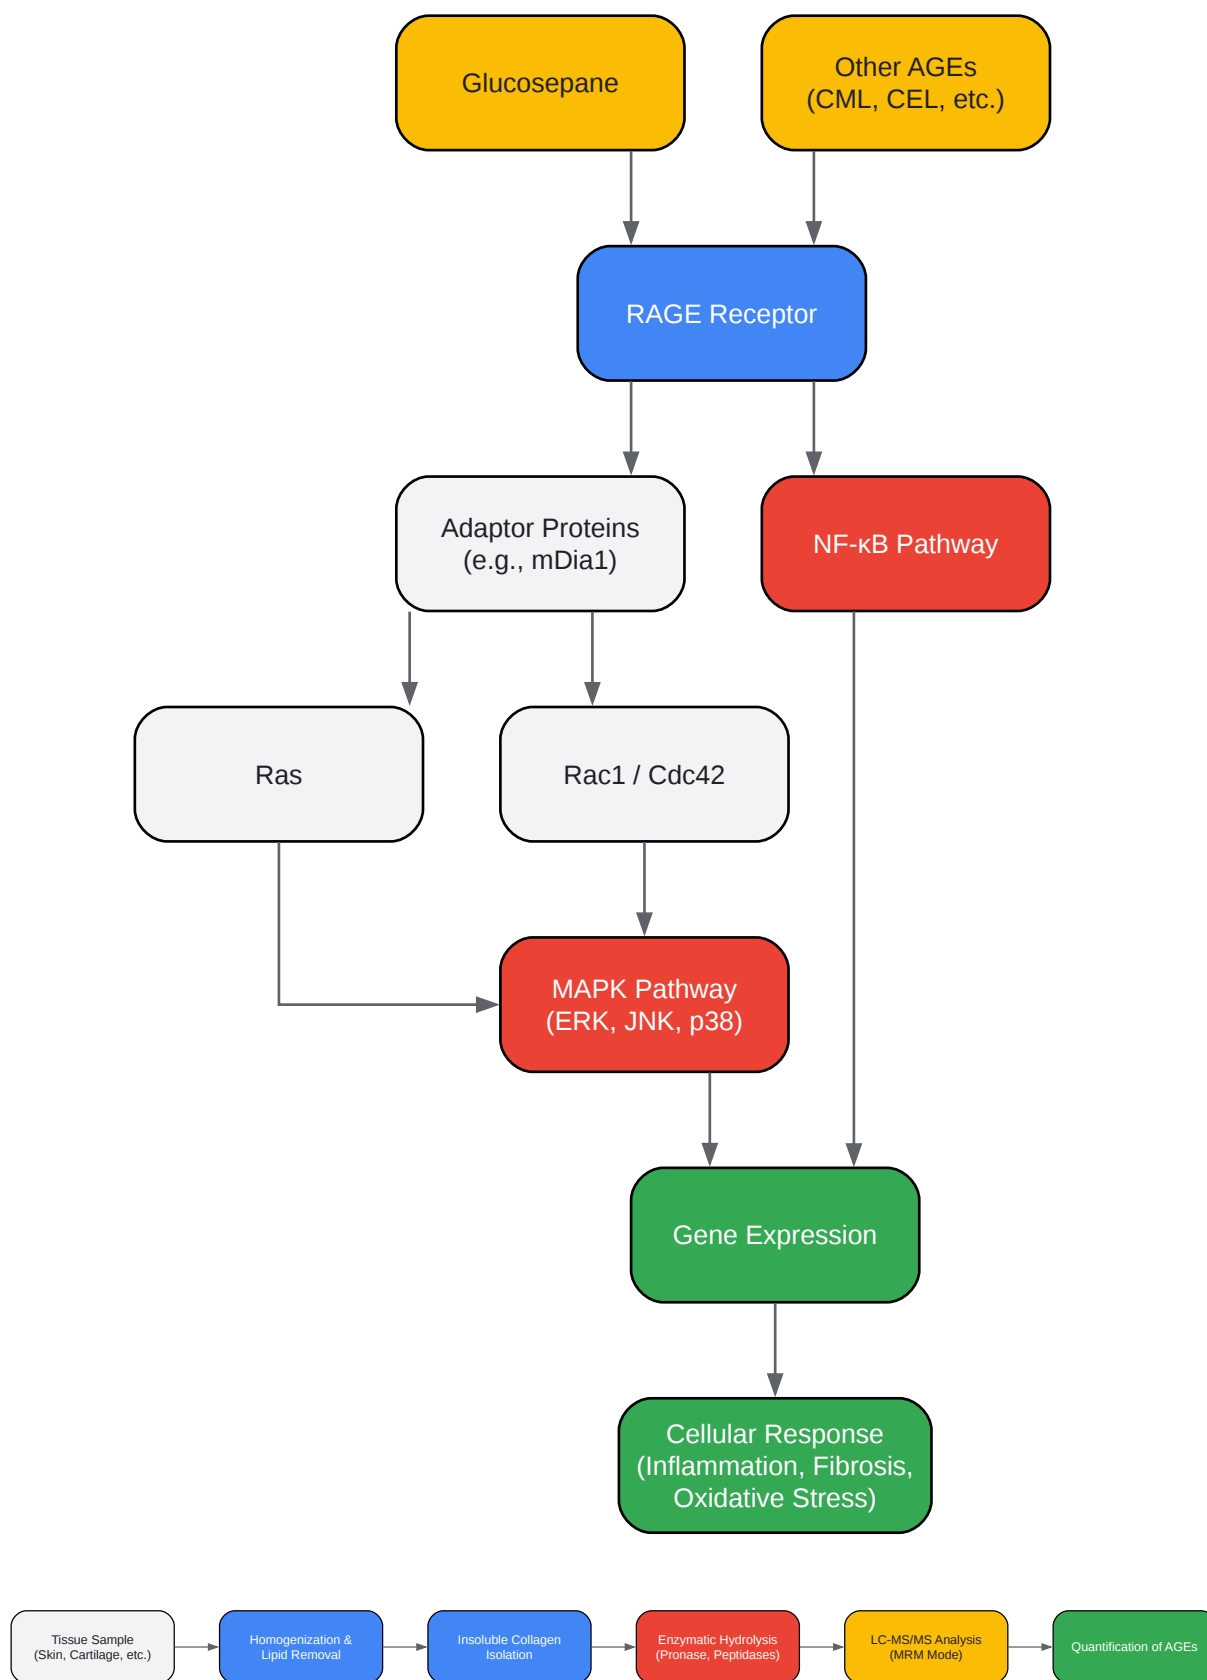 Glucosepane
Other AGEs
(CML, CEL, etc.)
RAGE Receptor
Adaptor Proteins
(e.g., mDia1)
NF-κB Pathway
Ras
Rac1 / Cdc42
MAPK Pathway
(ERK, JNK, p38)
Gene Expression
Cellular Response
(Inflammation, Fibrosis,
Oxidative Stress)
Tissue Sample
(Skin, Cartilage, etc.)
Homogenization &
Lipid Removal
Insoluble Collagen
Isolation
Enzymatic Hydrolysis
(Pronase, Peptidases)
LC-MS/MS Analysis
(MRM Mode)
Quantification of AGEs